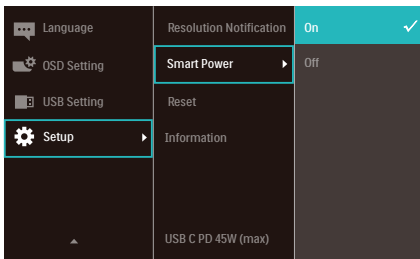 Language
OSD Setting
USB Setting
Setup
Resolution Notification
Smart Power
Reset
Information
USB C PD 45W (max)
On
Off